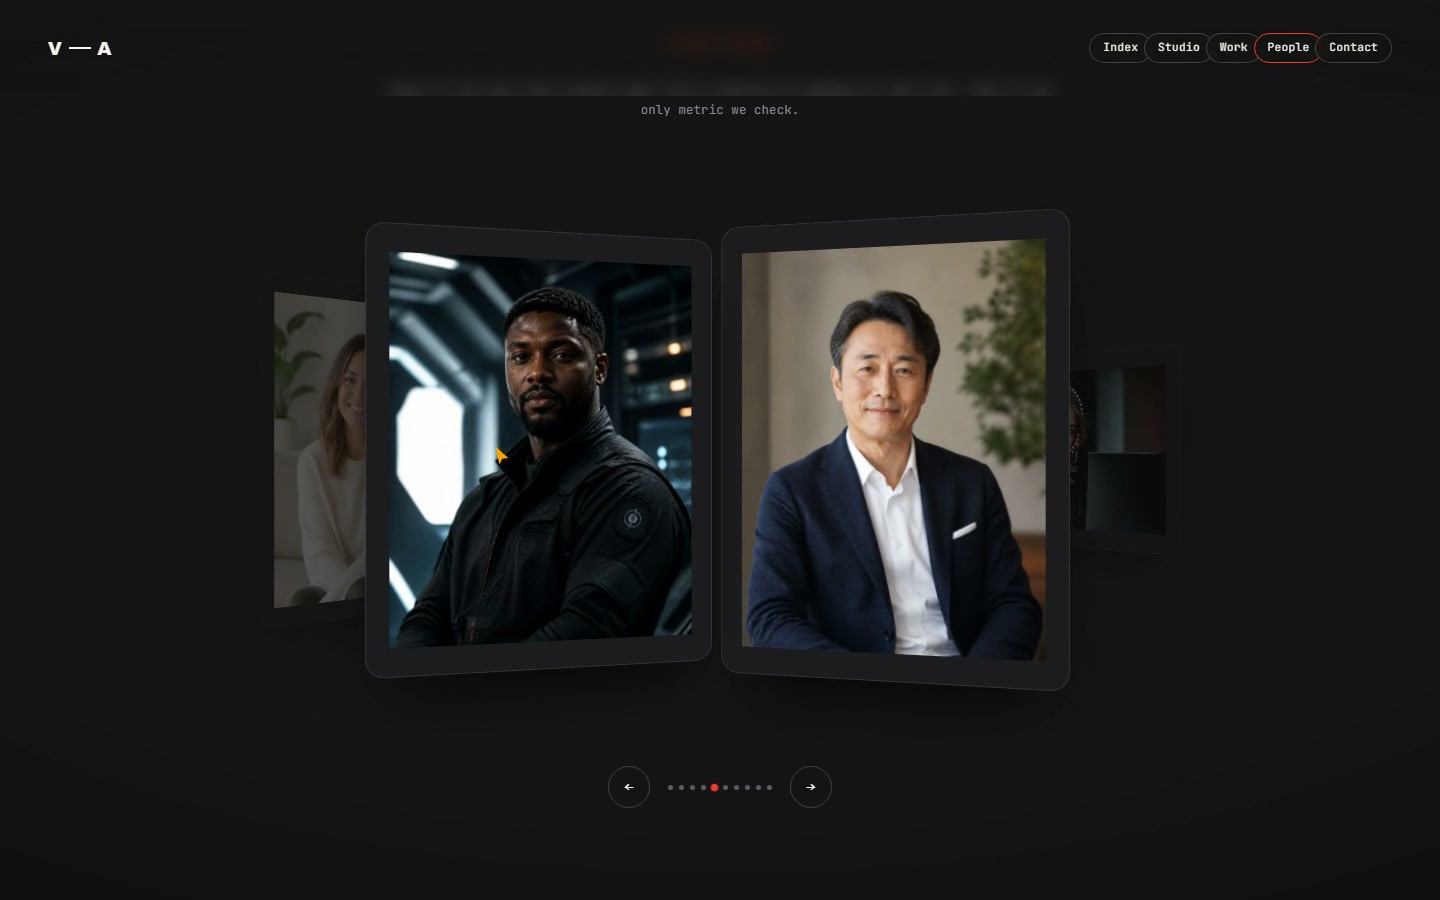 V — A
Index
Studio
Work
People
Contact
only metric we check.